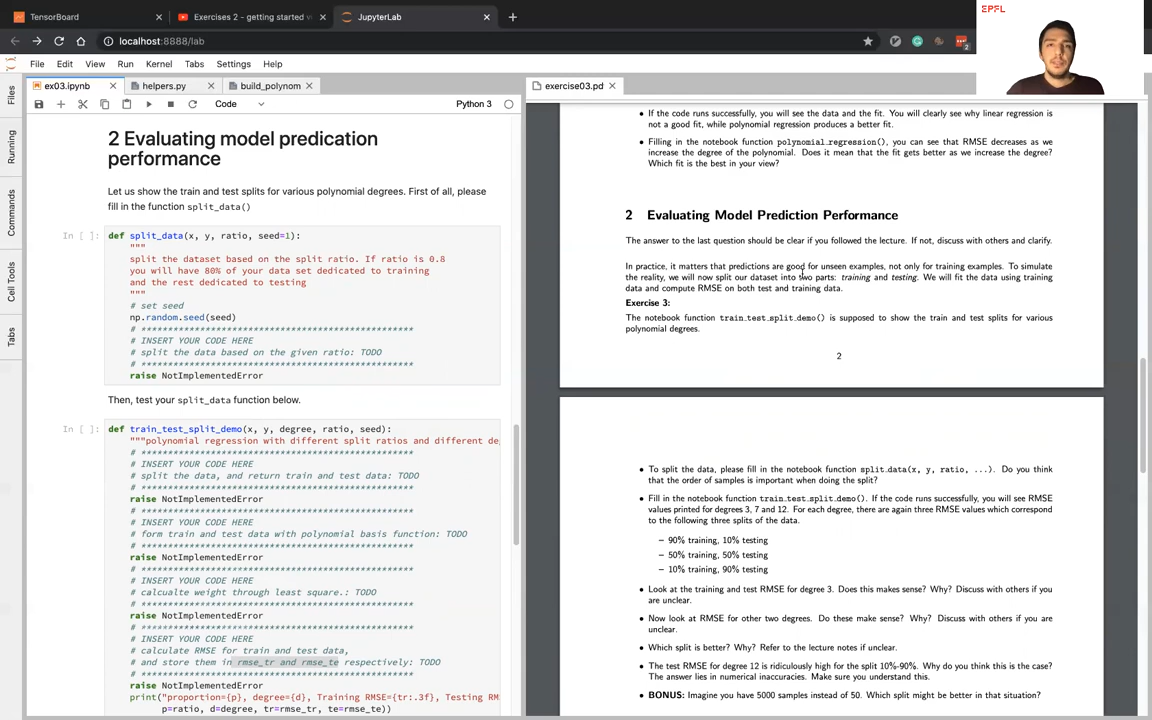 TensorBoard
Exercises 2 - getting started
JupyterLab
EPFL
localhost:8888/lab
2
File Edit View Run Kernel Tabs Settings Help
ex03.ipynb
helpers.py
build_polynom
exercise03.pd
Code
Python 3
Files
Running
Commands
Cell Tools
Tabs
2 Evaluating model predication
performance
Let us show the train and test splits for various polynomial degrees. First of all, please
fill in the function split_data()
In [ ]:
def split_data(x, y, ratio, seed=1):
"""
split the dataset based on the split ratio. If ratio is 0.8
you will have 80% of your data set dedicated to training
and the rest dedicated to testing
"""
# set seed
np.random.seed(seed)
# ***************************************************
# INSERT YOUR CODE HERE
# split the data based on the given ratio: TODO
# ***************************************************
raise NotImplementedError
Then, test your split_data function below.
In [ ]:
def train_test_split_demo(x, y, degree, ratio, seed):
"""polynomial regression with different split ratios and different de
# ***************************************************
# INSERT YOUR CODE HERE
# split the data, and return train and test data: TODO
# ***************************************************
raise NotImplementedError
# ***************************************************
# INSERT YOUR CODE HERE
# form train and test data with polynomial basis function: TODO
# ***************************************************
raise NotImplementedError
# ***************************************************
# INSERT YOUR CODE HERE
# calcualte weight through least square.: TODO
# ***************************************************
raise NotImplementedError
# ***************************************************
# INSERT YOUR CODE HERE
# calculate RMSE for train and test data,
# and store them in rmse_tr and rmse_te respectively: TODO
# ***************************************************
raise NotImplementedError
print("proportion={p}, degree={d}, Training RMSE={tr:.3f}, Testing RM
p=ratio, d=degree, tr=rmse_tr, te=rmse_te))
• If the code runs successfully, you will see the data and the fit. You will clearly see why linear regression is
not a good fit, while polynomial regression produces a better fit.
• Filling in the notebook function polynomial_regression(), you can see that RMSE decreases as we
increase the degree of the polynomial. Does it mean that the fit gets better as we increase the degree?
Which fit is the best in your view?
2 Evaluating Model Prediction Performance
The answer to the last question should be clear if you followed the lecture. If not, discuss with others and clarify.
In practice, it matters that predictions are good for unseen examples, not only for training examples. To simulate
the reality, we will now split our dataset into two parts: training and testing. We will fit the data using training
data and compute RMSE on both test and training data.
Exercise 3:
The notebook function train_test_split_demo() is supposed to show the train and test splits for various
polynomial degrees.
2
• To split the data, please fill in the notebook function split_data(x, y, ratio, ...). Do you think
that the order of samples is important when doing the split?
• Fill in the notebook function train_test_split_demo(). If the code runs successfully, you will see RMSE
values printed for degrees 3, 7 and 12. For each degree, there are again three RMSE values which correspond
to the following three splits of the data.
– 90% training, 10% testing
– 50% training, 50% testing
– 10% training, 90% testing
• Look at the training and test RMSE for degree 3. Does this makes sense? Why? Discuss with others if you
are unclear.
• Now look at RMSE for other two degrees. Do these make sense? Why? Discuss with others if you are
unclear.
• Which split is better? Why? Refer to the lecture notes if unclear.
• The test RMSE for degree 12 is ridiculously high for the split 10%-90%. Why do you think this is the case?
The answer lies in numerical inaccuracies. Make sure you understand this.
• BONUS: Imagine you have 5000 samples instead of 50. Which split might be better in that situation?